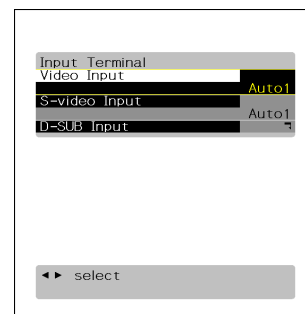 Input Terminal
Video Input
Auto1
S-video Input
Auto1
D-SUB Input
◄ ► select